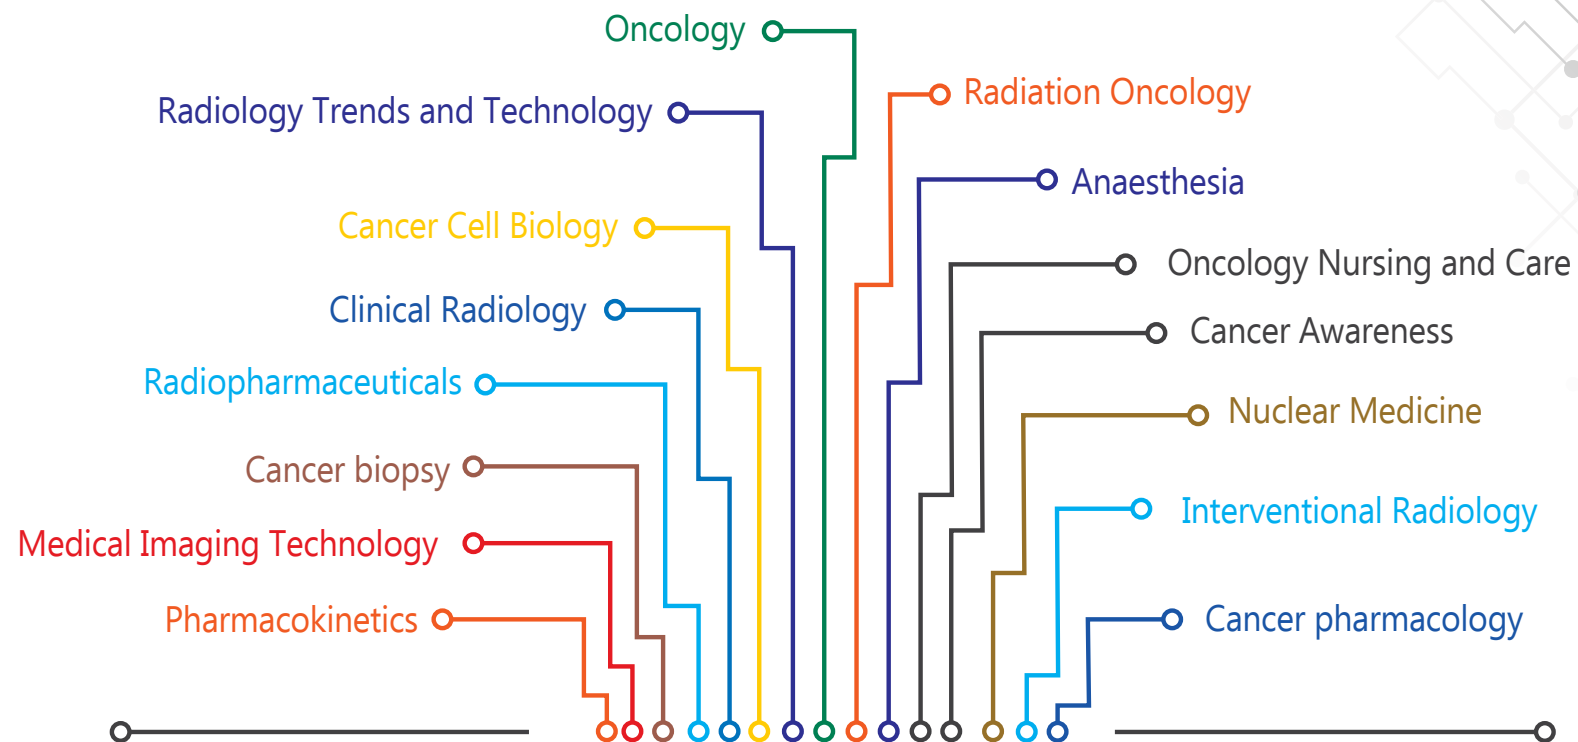 Oncology
Radiology Trends and Technology
Cancer Cell Biology
Clinical Radiology
Radiopharmaceuticals
Cancer biopsy
Medical Imaging Technology
Pharmacokinetics
Radiation Oncology
Anaesthesia
Oncology Nursing and Care
Cancer Awareness
Nuclear Medicine
Interventional Radiology
Cancer pharmacology